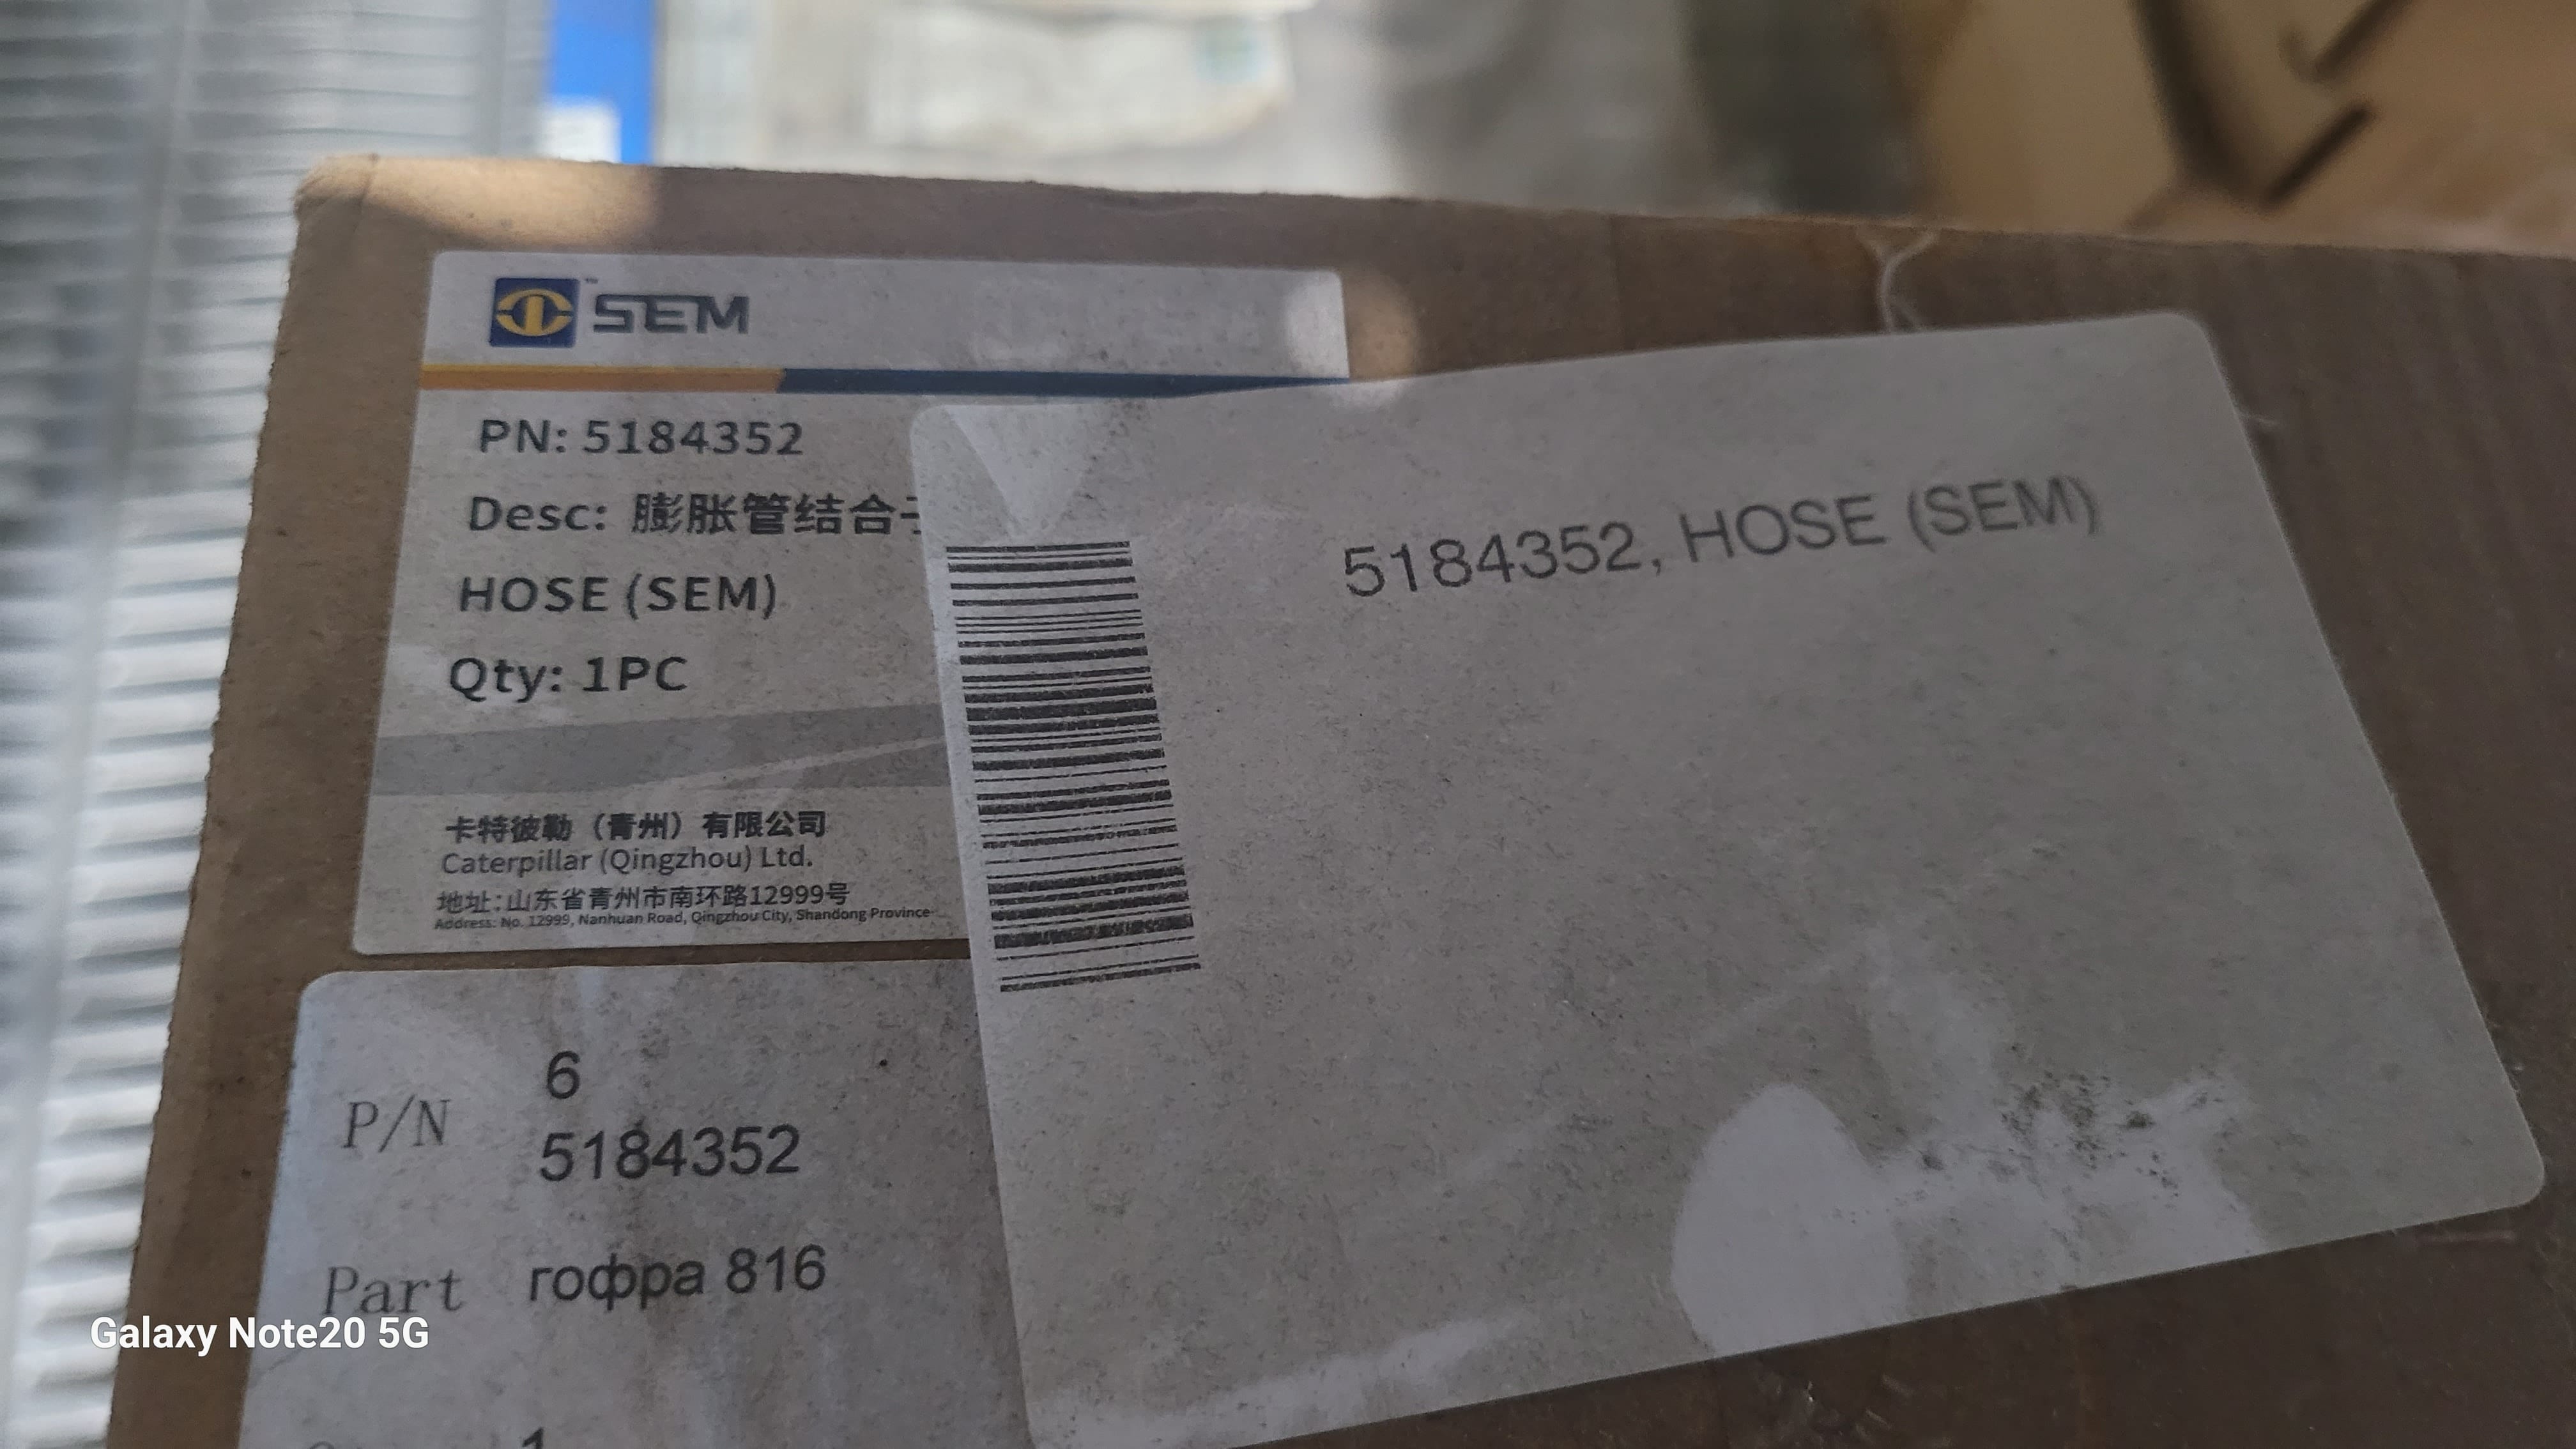 SEM
PN: 5184352
Desc: 膨胀管结合
HOSE (SEM)
Qty: 1PC
卡特彼勒（青州）有限公司
Caterpillar (Qingzhou) Ltd.
地址：山东省青州市南环路12999号
Address: No. 12999, Nanhuan Road, Qingzhou City, Shandong Province
5184352, HOSE (SEM)
6
P/N 5184352
Part гофра 816
1
Galaxy Note20 5G